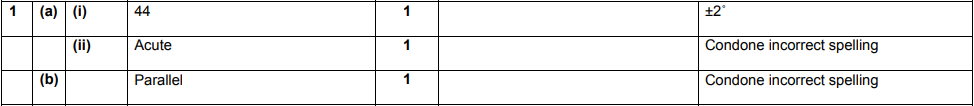 1 (a) (i) 44 1 ±2˚
(ii) Acute 1 Condone incorrect spelling
(b) Parallel 1 Condone incorrect spelling